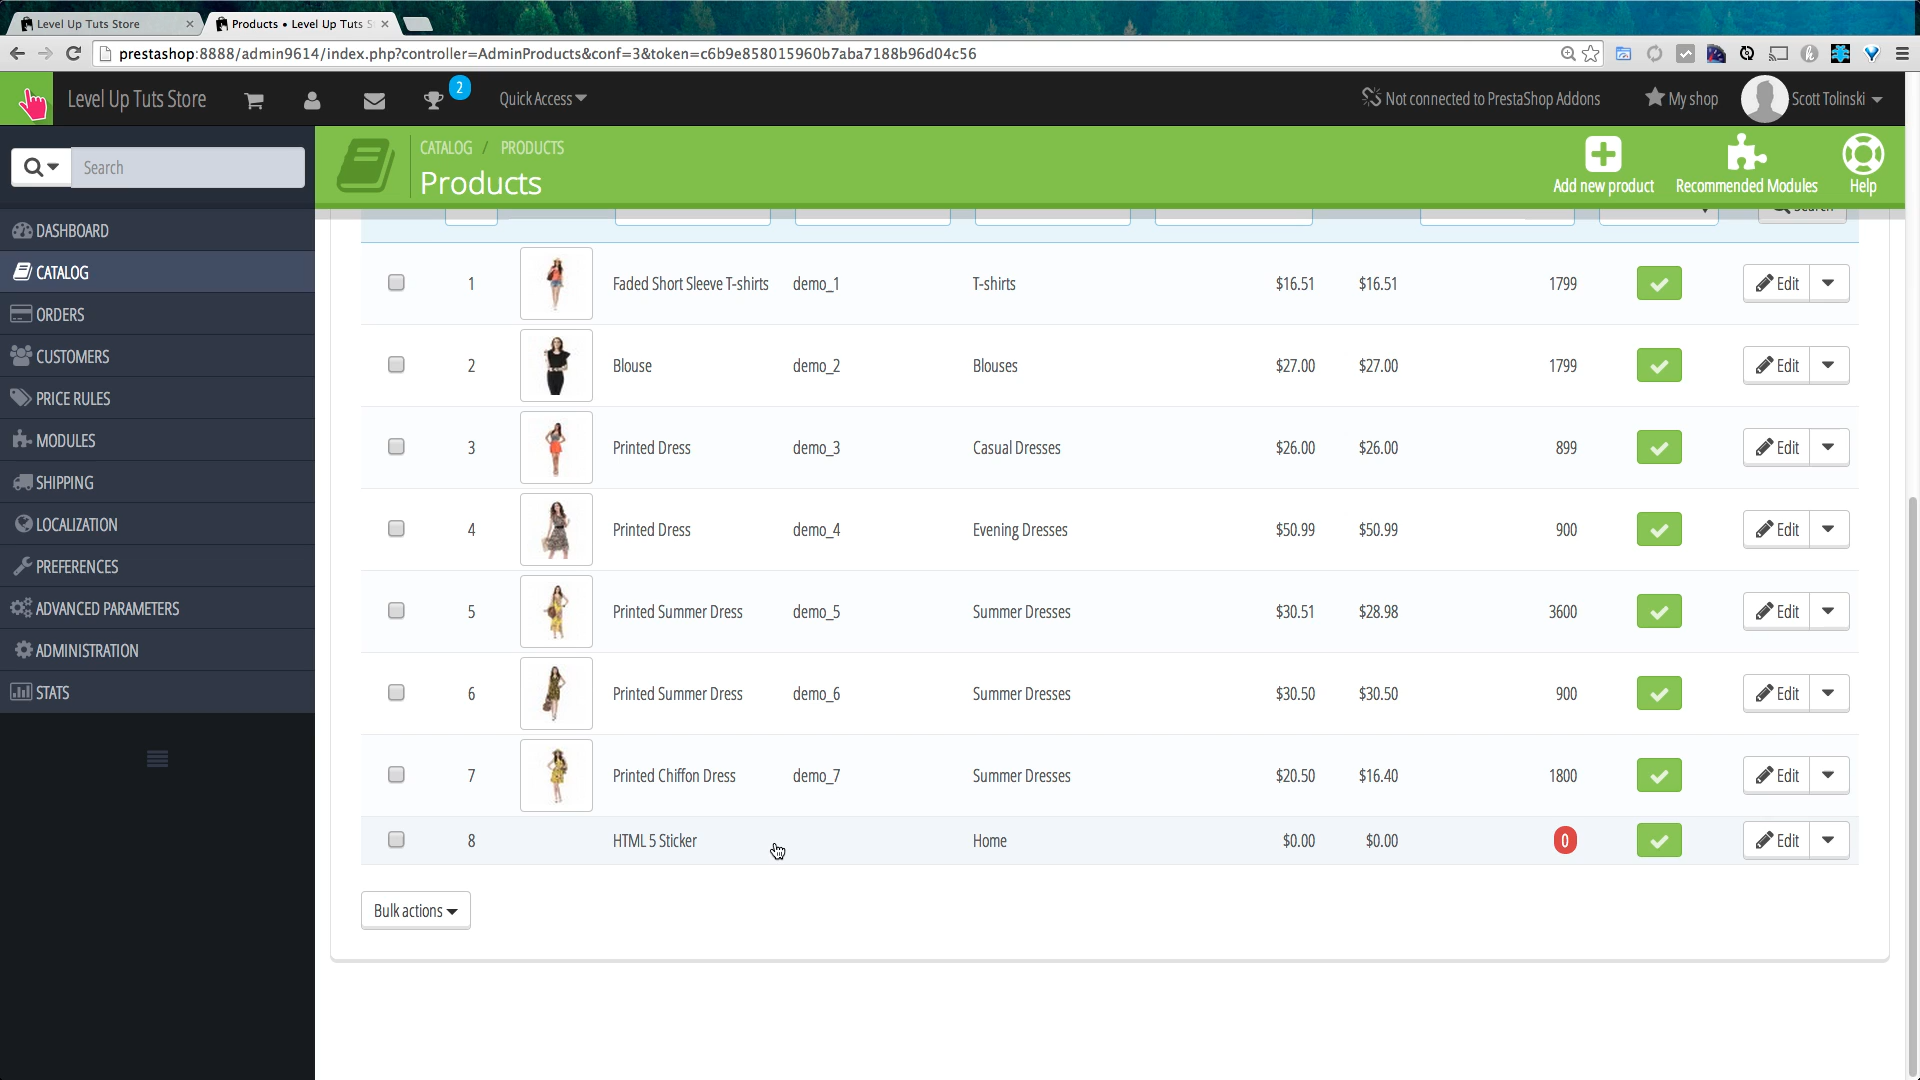 Level Up Tuts Store
Products • Level Up Tuts S
prestashop:8888/admin9614/index.php?controller=AdminProducts&conf=3&token=c6b9e858015960b7aba7188b96d04c56
Level Up Tuts Store
2
Quick Access
Not connected to PrestaShop Addons
My shop
Scott Tolinski
Search
CATALOG / PRODUCTS
Products
Add new product
Recommended Modules
Help
DASHBOARD
CATALOG
ORDERS
CUSTOMERS
PRICE RULES
MODULES
SHIPPING
LOCALIZATION
PREFERENCES
ADVANCED PARAMETERS
ADMINISTRATION
STATS
Search
1 Faded Short Sleeve T-shirts demo_1 T-shirts $16.51 $16.51 1799 Edit
2 Blouse demo_2 Blouses $27.00 $27.00 1799 Edit
3 Printed Dress demo_3 Casual Dresses $26.00 $26.00 899 Edit
4 Printed Dress demo_4 Evening Dresses $50.99 $50.99 900 Edit
5 Printed Summer Dress demo_5 Summer Dresses $30.51 $28.98 3600 Edit
6 Printed Summer Dress demo_6 Summer Dresses $30.50 $30.50 900 Edit
7 Printed Chiffon Dress demo_7 Summer Dresses $20.50 $16.40 1800 Edit
8 HTML 5 Sticker Home $0.00 $0.00 0 Edit
Bulk actions